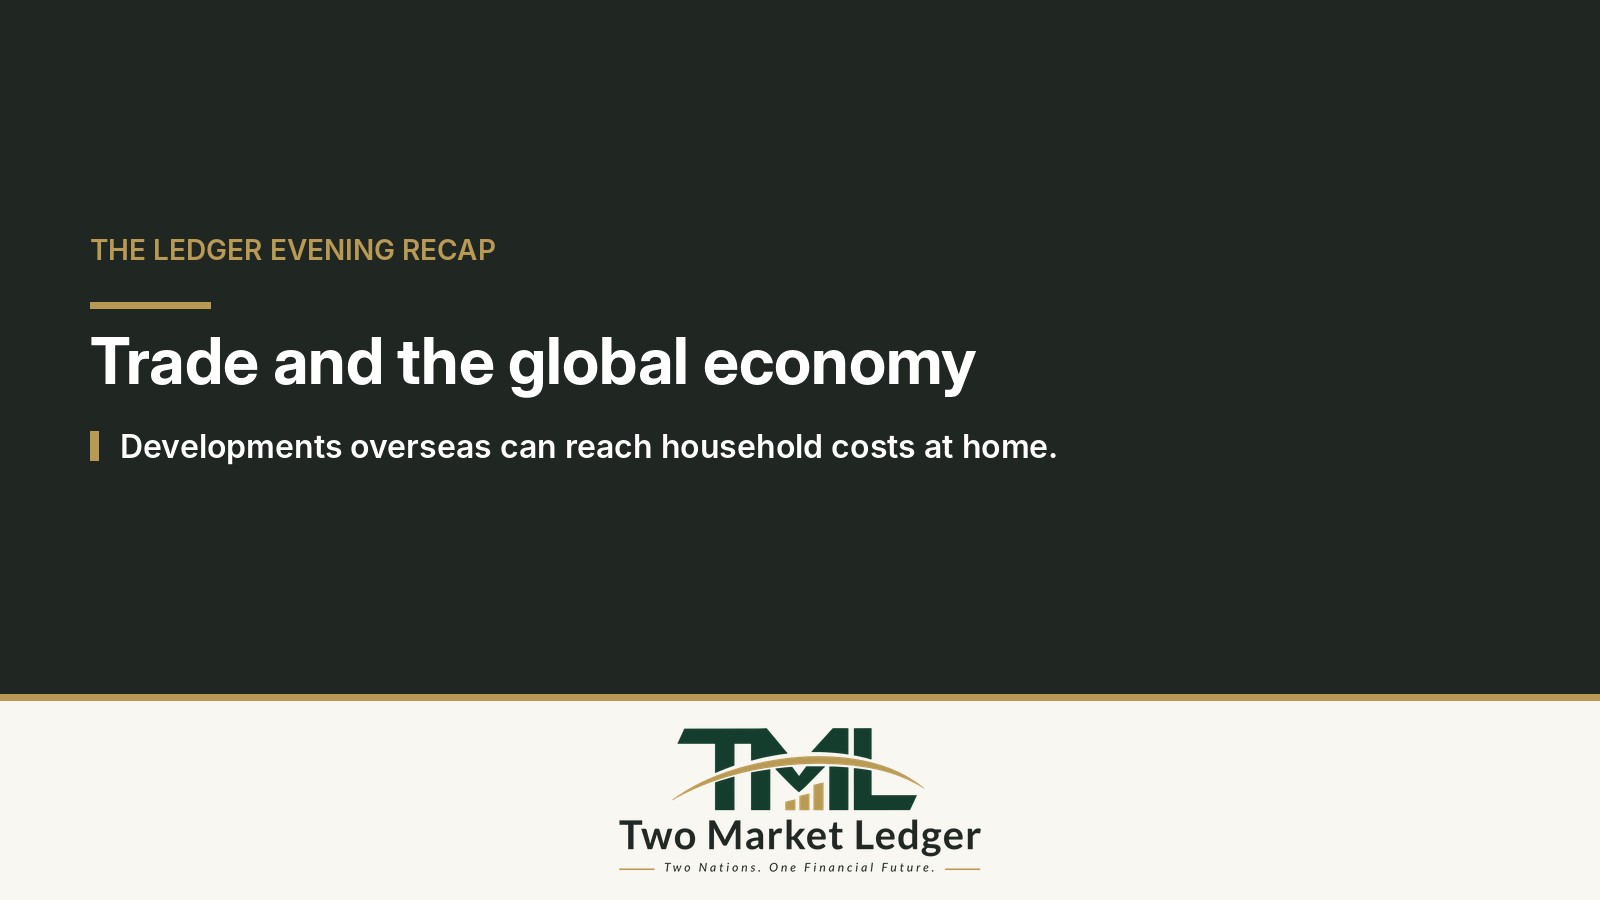 THE LEDGER EVENING RECAP
Trade and the global economy
Developments overseas can reach household costs at home.
TML
Two Market Ledger
Two Nations. One Financial Future.